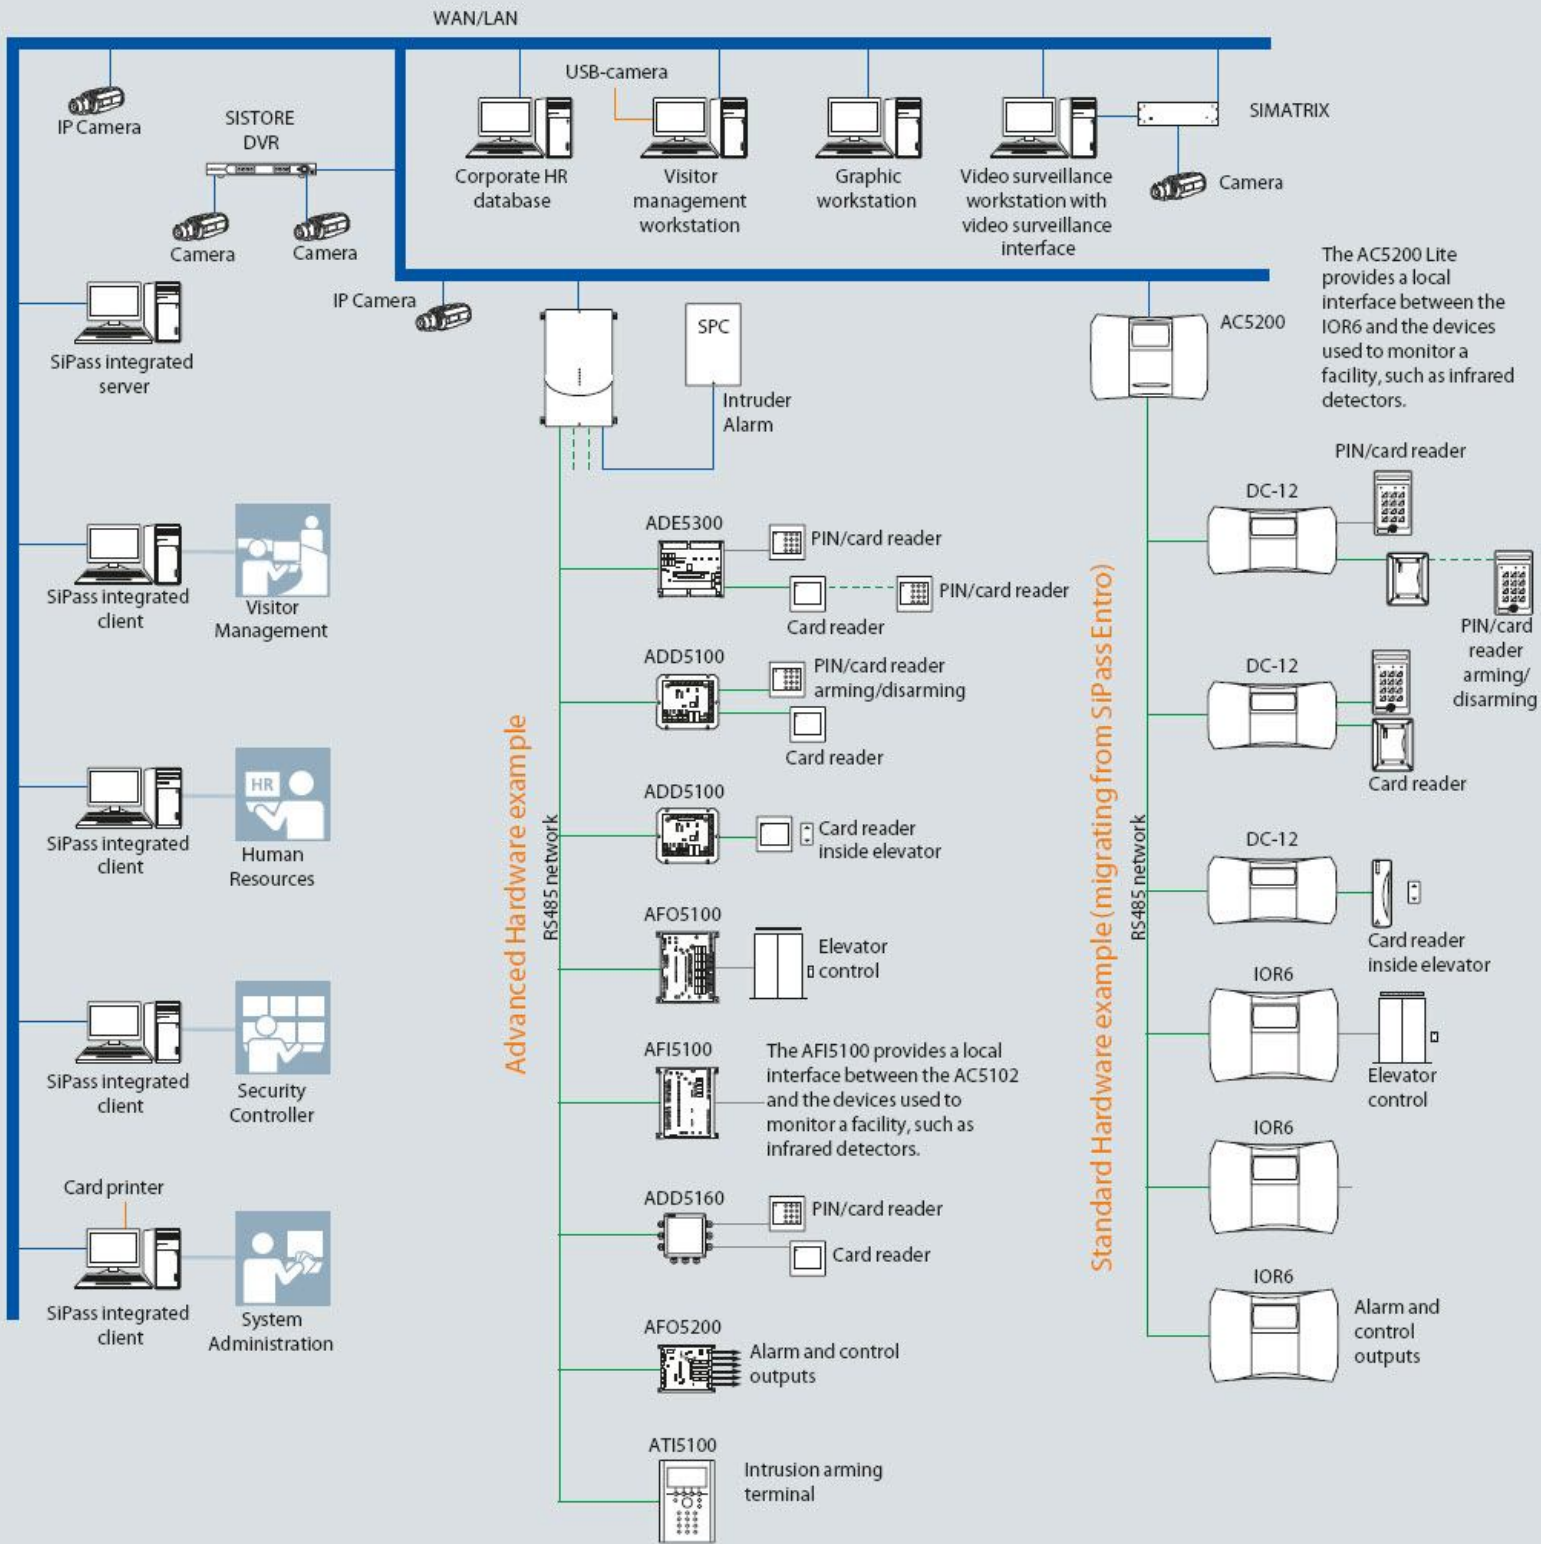 WAN/LAN
USB-camera
IP Camera
SISTORE
DVR
Camera
Camera
Corporate HR
database
Visitor
management
workstation
Graphic
workstation
Video surveillance
workstation with
video surveillance
interface
SIMATRIX
Camera
SiPass integrated
server
IP Camera
SPC
Intruder
Alarm
AC5200
The AC5200 Lite
provides a local
interface between the
IOR6 and the devices
used to monitor a
facility, such as infrared
detectors.
SiPass integrated
client
Visitor
Management
SiPass integrated
client
HR
Human
Resources
SiPass integrated
client
Security
Controller
Card printer
SiPass integrated
client
System
Administration
Advanced Hardware example
RS485 network
ADE5300
PIN/card reader
PIN/card reader
Card reader
ADD5100
PIN/card reader
arming/disarming
Card reader
ADD5100
Card reader
inside elevator
AFO5100
Elevator
control
AFI5100
The AFI5100 provides a local
interface between the AC5102
and the devices used to
monitor a facility, such as
infrared detectors.
ADD5160
PIN/card reader
Card reader
AFO5200
Alarm and control
outputs
ATI5100
Intrusion arming
terminal
Standard Hardware example (migrating from SiPass Entro)
RS485 network
PIN/card reader
DC-12
PIN/card
reader
arming/
disarming
DC-12
Card reader
DC-12
Card reader
inside elevator
IOR6
Elevator
control
IOR6
IOR6
Alarm and
control
outputs